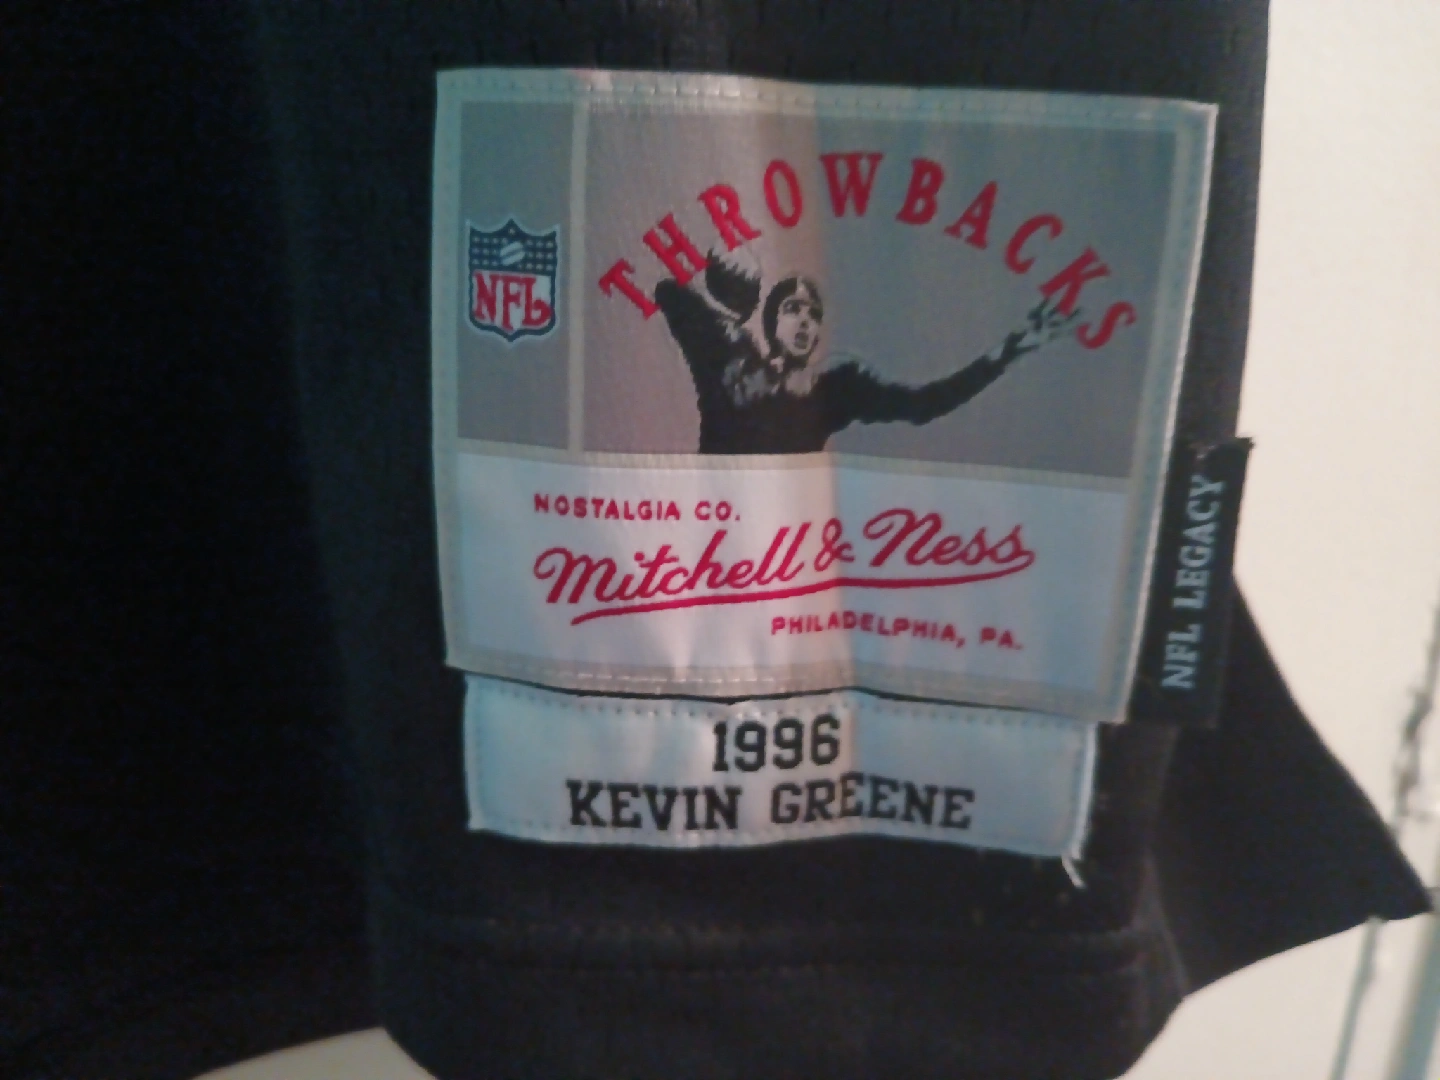 THROWBACKS
NFL
NOSTALGIA CO.
Mitchell & Ness
PHILADELPHIA, PA.
NFL LEGACY
1996
KEVIN GREENE